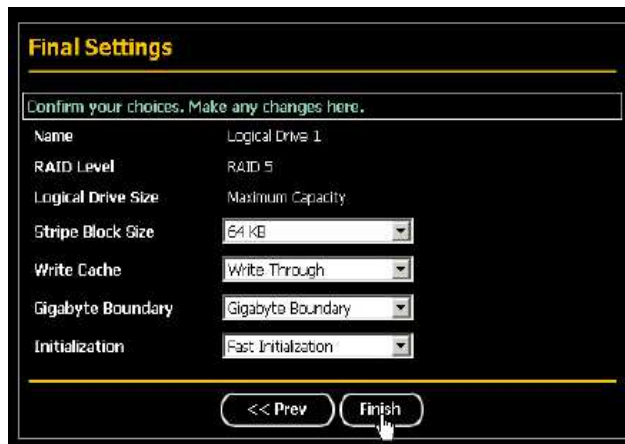 Final Settings
Confirm your choices. Make any changes here.
Name Logical Drive 1
RAID Level RAID 5
Logical Drive Size Maximum Capacity
Stripe Block Size 64 KB
Write Cache Write Through
Gigabyte Boundary Gigabyte Boundary
Initialization Fast Initialization
<< Prev Finish